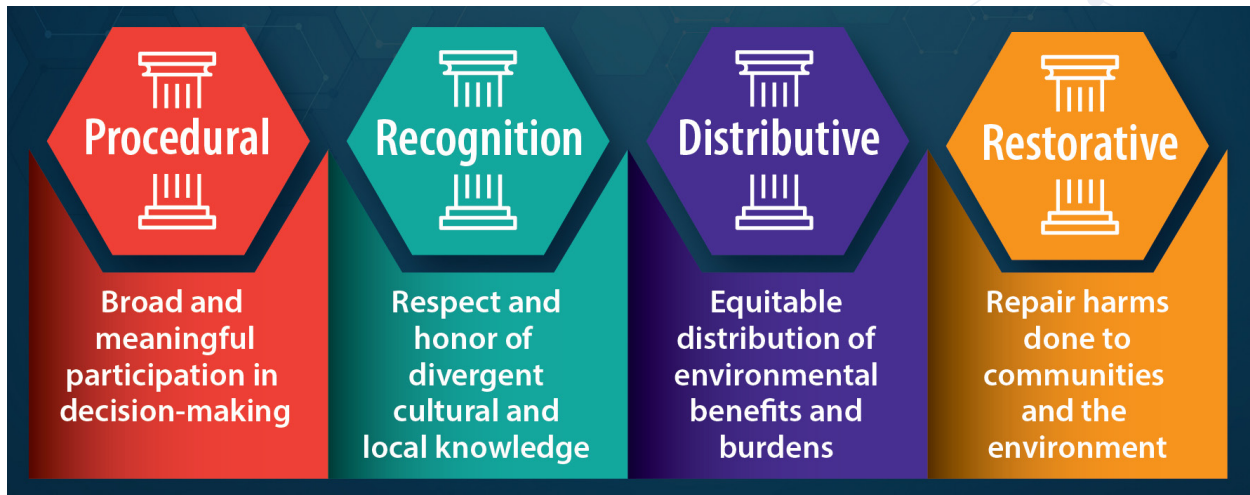 Procedural
Broad and
meaningful
participation in
decision-making
Recognition
Respect and
honor of
divergent
cultural and
local knowledge
Distributive
Equitable
distribution of
environmental
benefits and
burdens
Restorative
Repair harms
done to
communities
and the
environment